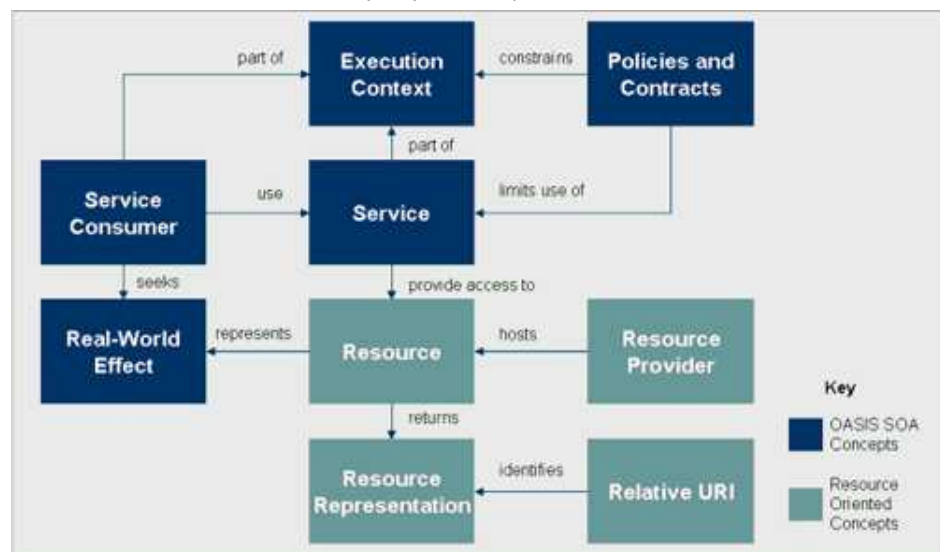 part of
Execution
Context
constrains
Policies and
Contracts
part of
Service
Consumer
use
Service
limits use of
seeks
provide access to
Real-World
Effect
represents
Resource
hosts
Resource
Provider
Key
returns
OASIS SOA
Concepts
Resource
Representation
identifies
Relative URI
Resource
Oriented
Concepts